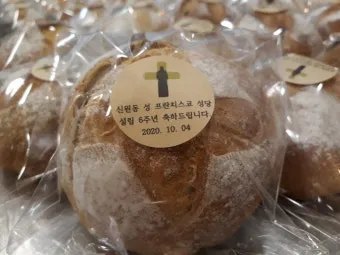 신원동 성 프란치스코 성당
설립 6주년 축하드립니다
2020. 10. 04